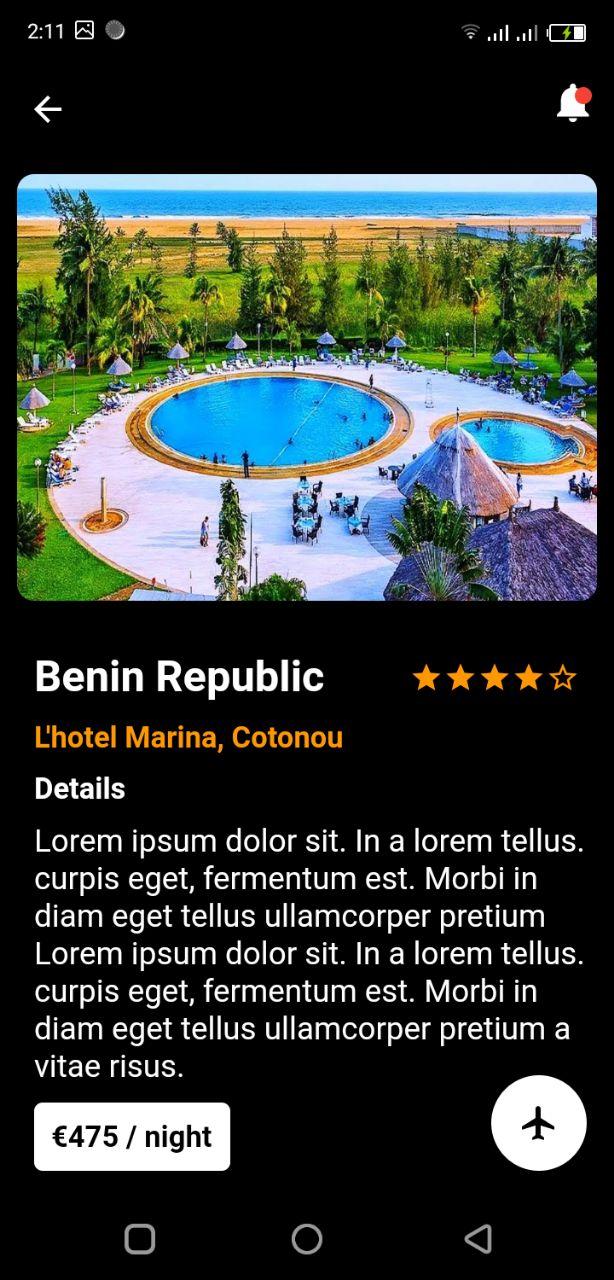 2:11
Benin Republic
L'hotel Marina, Cotonou
Details
Lorem ipsum dolor sit. In a lorem tellus.
curpis eget, fermentum est. Morbi in
diam eget tellus ullamcorper pretium
Lorem ipsum dolor sit. In a lorem tellus.
curpis eget, fermentum est. Morbi in
diam eget tellus ullamcorper pretium a
vitae risus.
€475 / night